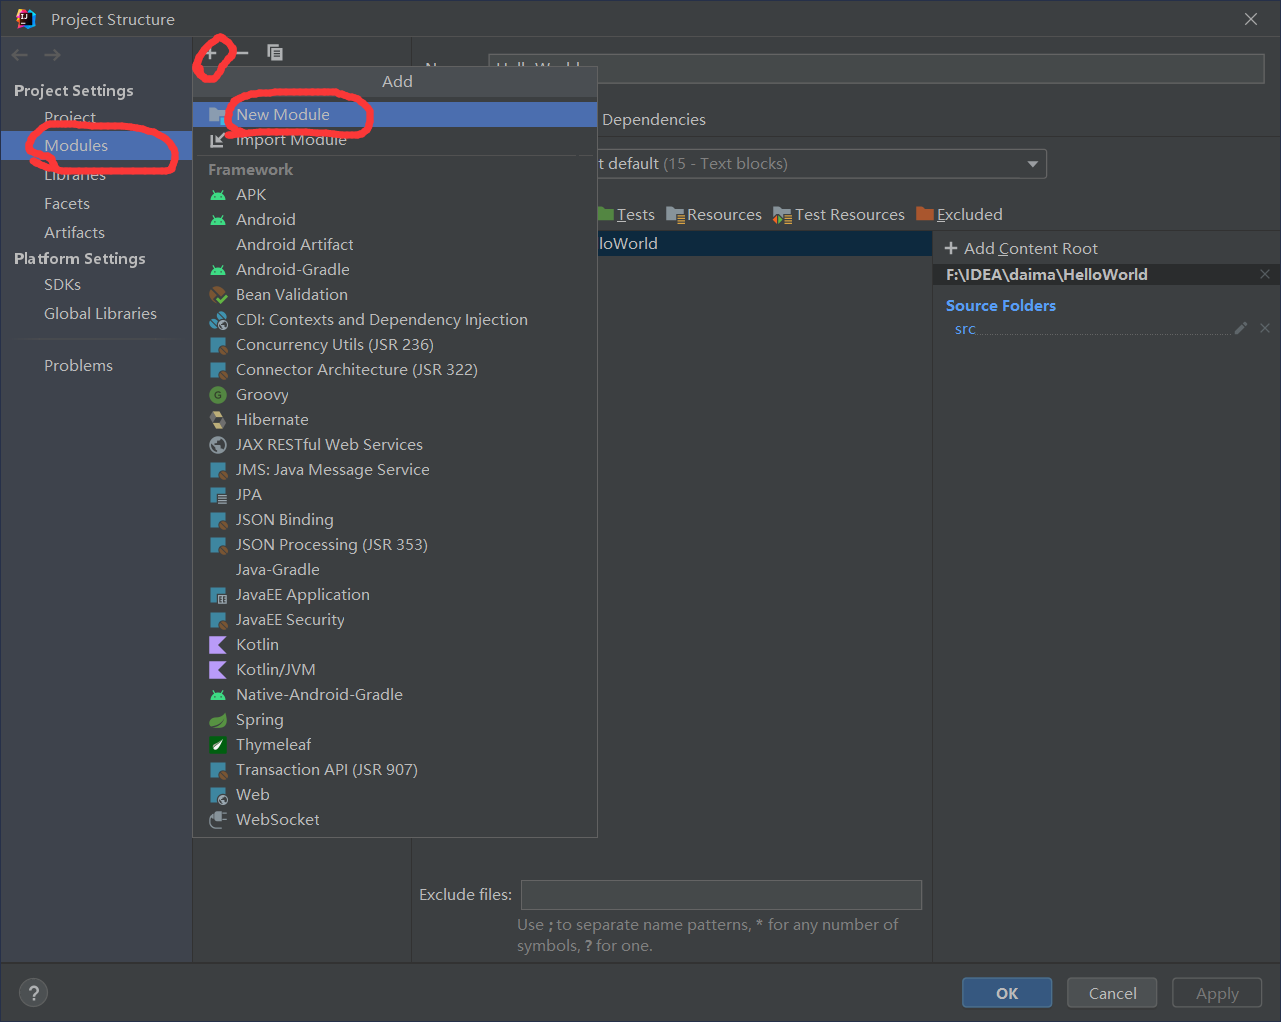 Project Structure
Project Settings
Project
Modules
Libraries
Facets
Artifacts
Platform Settings
SDKs
Global Libraries
Problems
Add
New Module
Import Module
Framework
APK
Android
Android Artifact
Android-Gradle
Bean Validation
CDI: Contexts and Dependency Injection
Concurrency Utils (JSR 236)
Connector Architecture (JSR 322)
Groovy
Hibernate
JAX RESTful Web Services
JMS: Java Message Service
JPA
JSON Binding
JSON Processing (JSR 353)
Java-Gradle
JavaEE Application
JavaEE Security
Kotlin
Kotlin/JVM
Native-Android-Gradle
Spring
Thymeleaf
Transaction API (JSR 907)
Web
WebSocket
Dependencies
t default (15 - Text blocks)
Tests Resources Test Resources Excluded
loWorld
Add Content Root
F:\IDEA\daima\HelloWorld
Source Folders
src
Exclude files:
Use ; to separate name patterns, * for any number of
symbols, ? for one.
? OK Cancel Apply